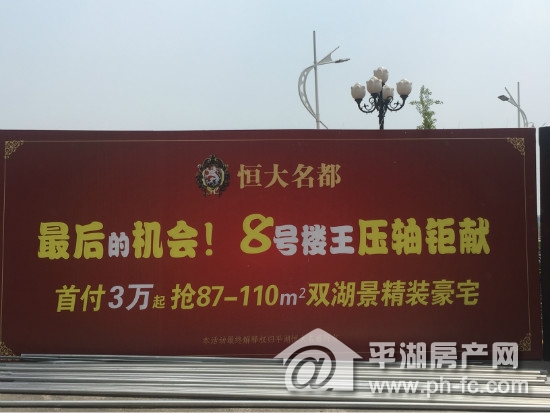 恒大名都
最后的机会！ 8号楼王压轴钜献
首付3万起 抢87-110m²双湖景精装豪宅
平湖房产网
www.ph-fc.com